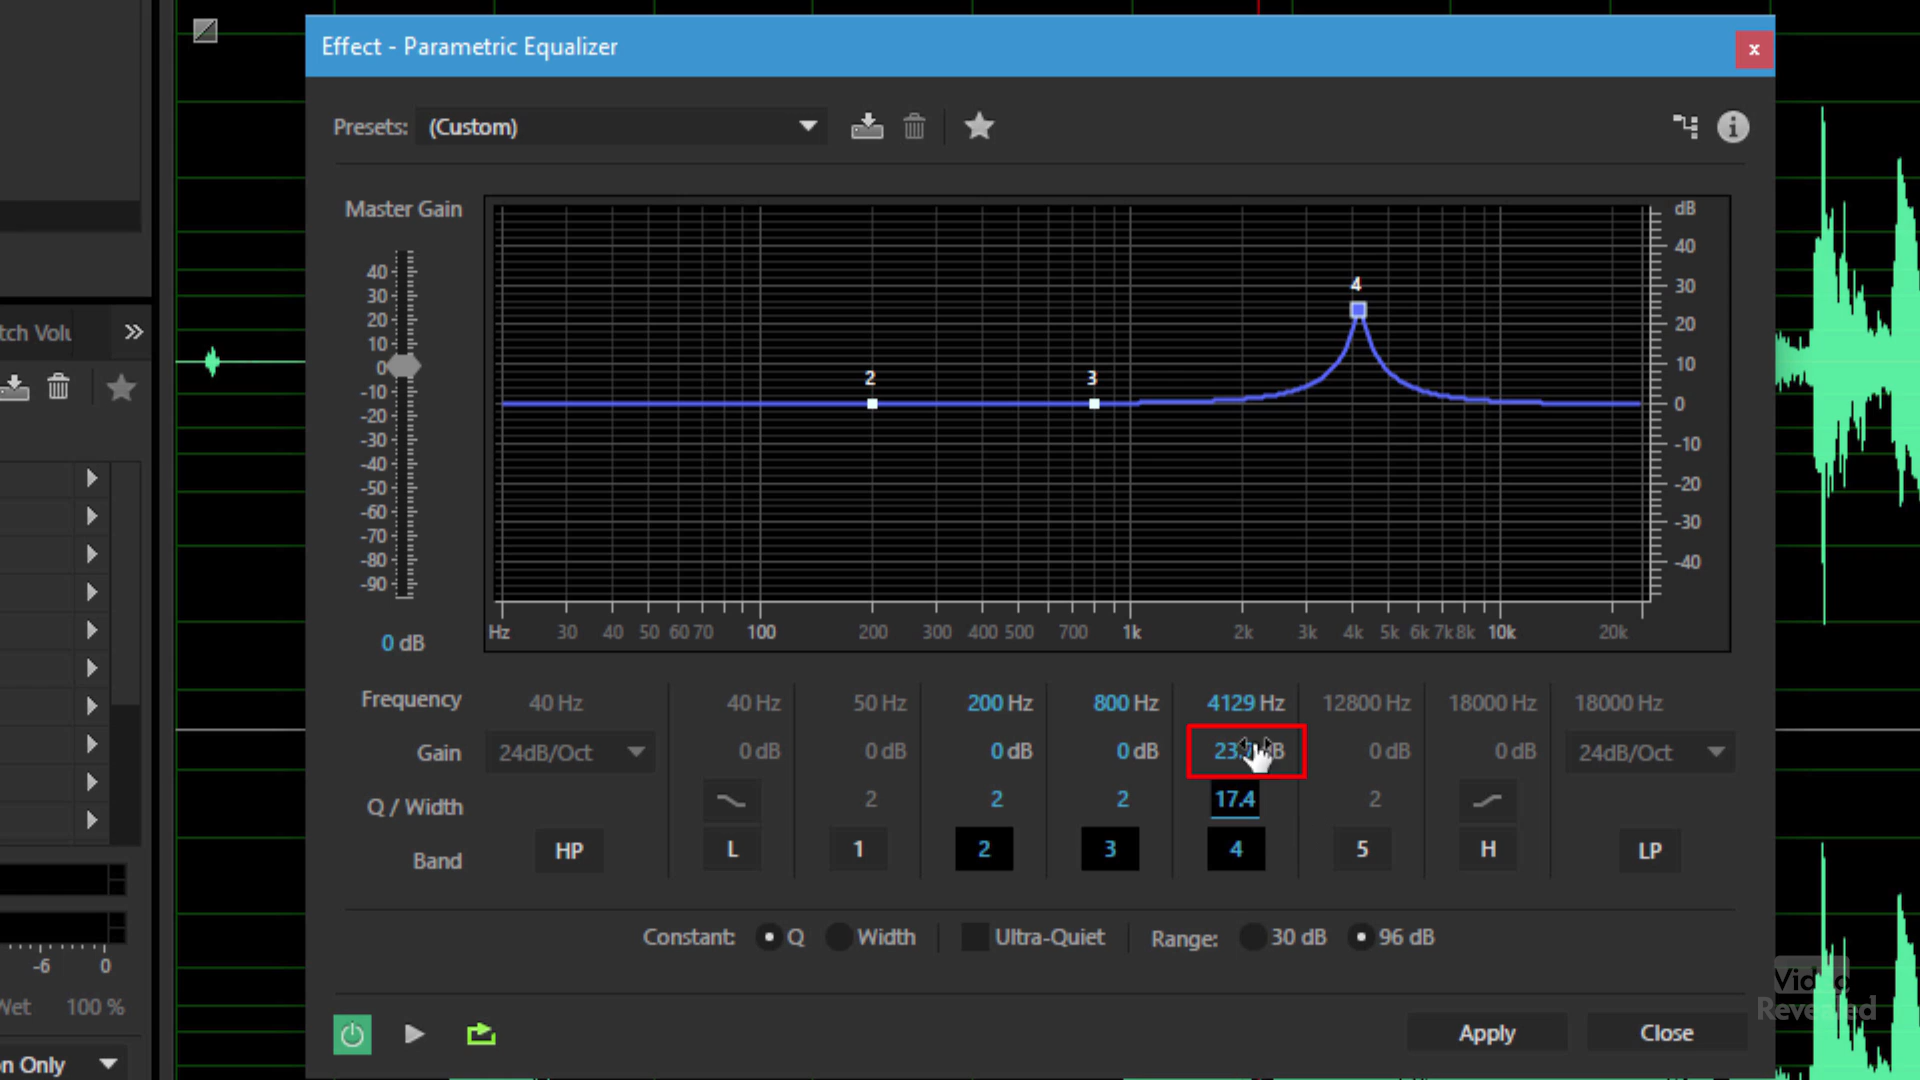 Effect - Parametric Equalizer
x
Presets: (Custom)
Master Gain
dB
40
30
20
10
0
-10
-20
-30
-40
-50
-60
-70
-80
-90
0 dB
4
2
3
40
30
20
10
0
-10
-20
-30
-40
Hz 30 40 50 60 70 100 200 300 400 500 700 1k 2k 3k 4k 5k 6k 7k 8k 10k 20k
Frequency 40 Hz 40 Hz 50 Hz 200 Hz 800 Hz 4129 Hz 12800 Hz 18000 Hz 18000 Hz
Gain 24dB/Oct 0 dB 0 dB 0 dB 0 dB 0 dB 0 dB 24dB/Oct
Q / Width 2 2 2 17.4 2
Band HP L 1 2 3 4 5 H LP
Constant: Q Width Ultra-Quiet Range: 30 dB 96 dB
Apply Close
tch Volu
-6 0
Wet 100 %
n Only
Video
Revealed